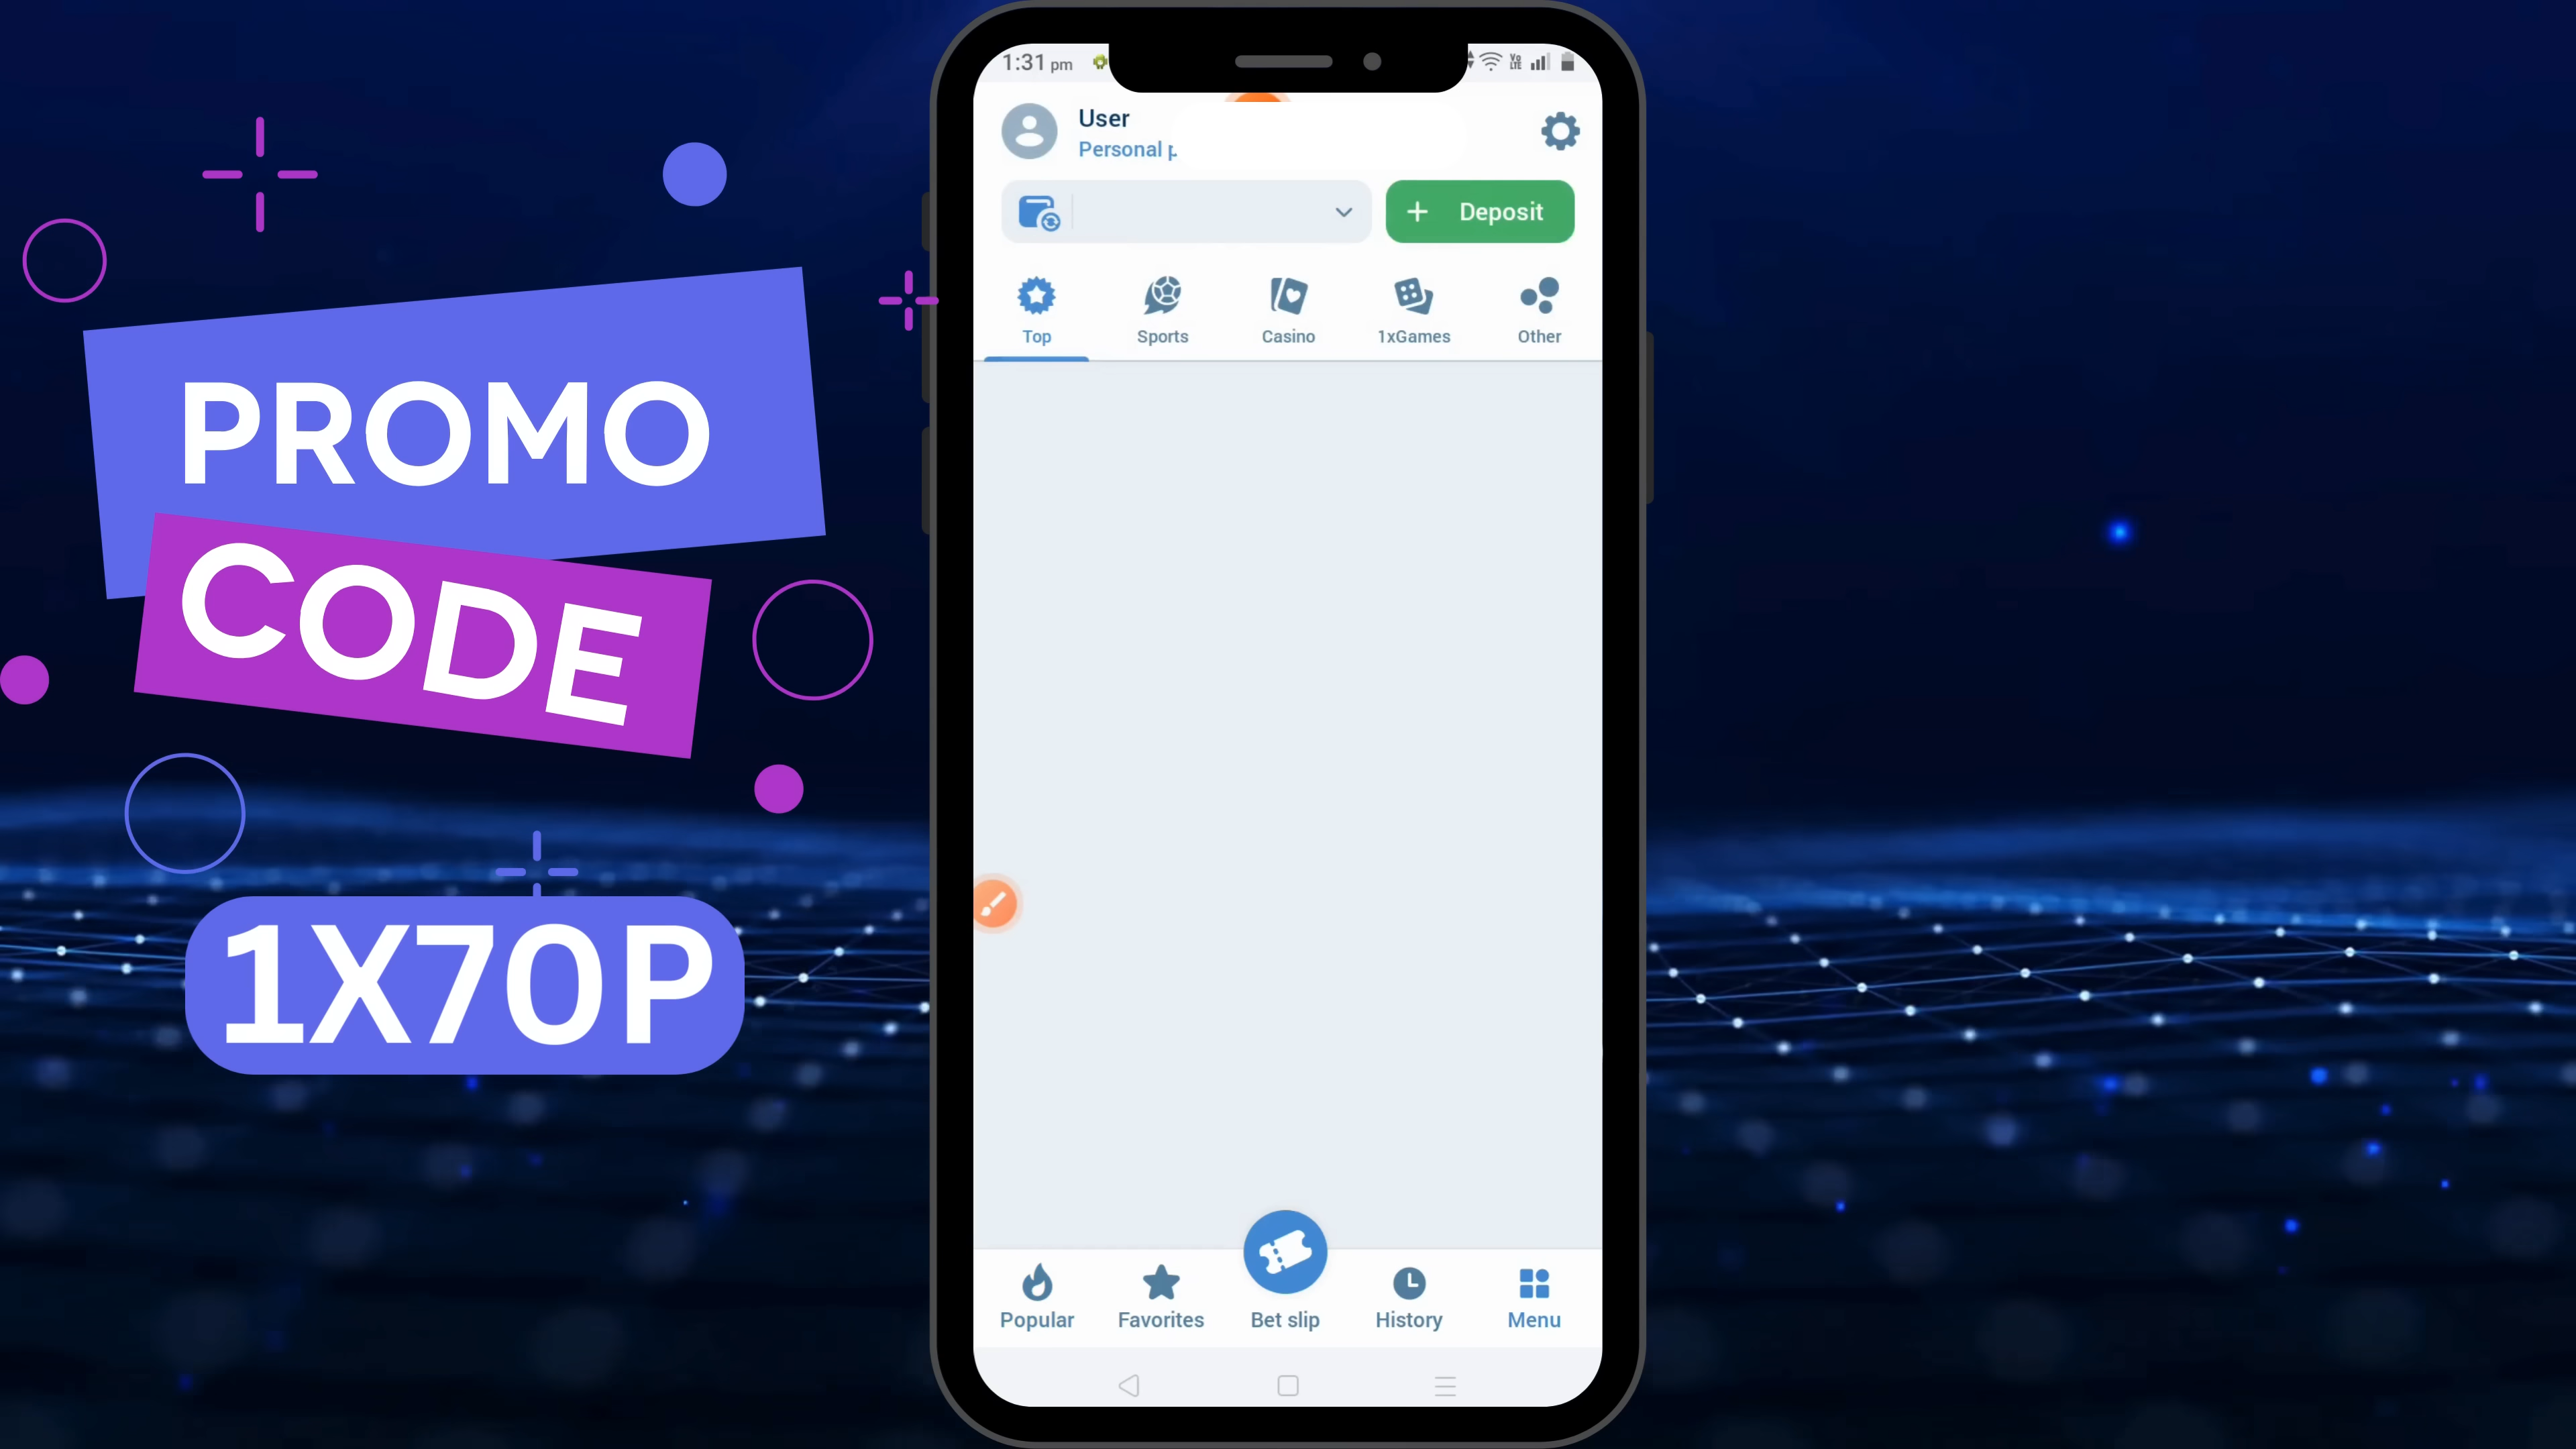 PROMO
CODE
1X70P
1:31 pm
User
Personal
Deposit
Top
Sports
Casino
1xGames
Other
Popular
Favorites
Bet slip
History
Menu